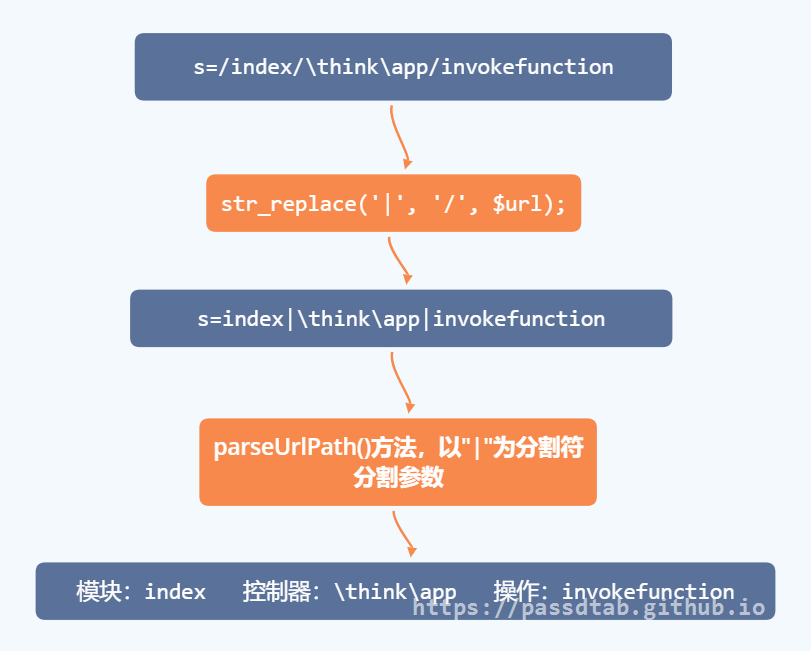 s=/index/\think\app/invokefunction
str_replace('|', '/', $url);
s=index|\think\app|invokefunction
parseUrlPath()方法，以"|"为分割符
分割参数
模块：index 控制器：\think\app 操作：invokefunction
https://passdtab.github.io